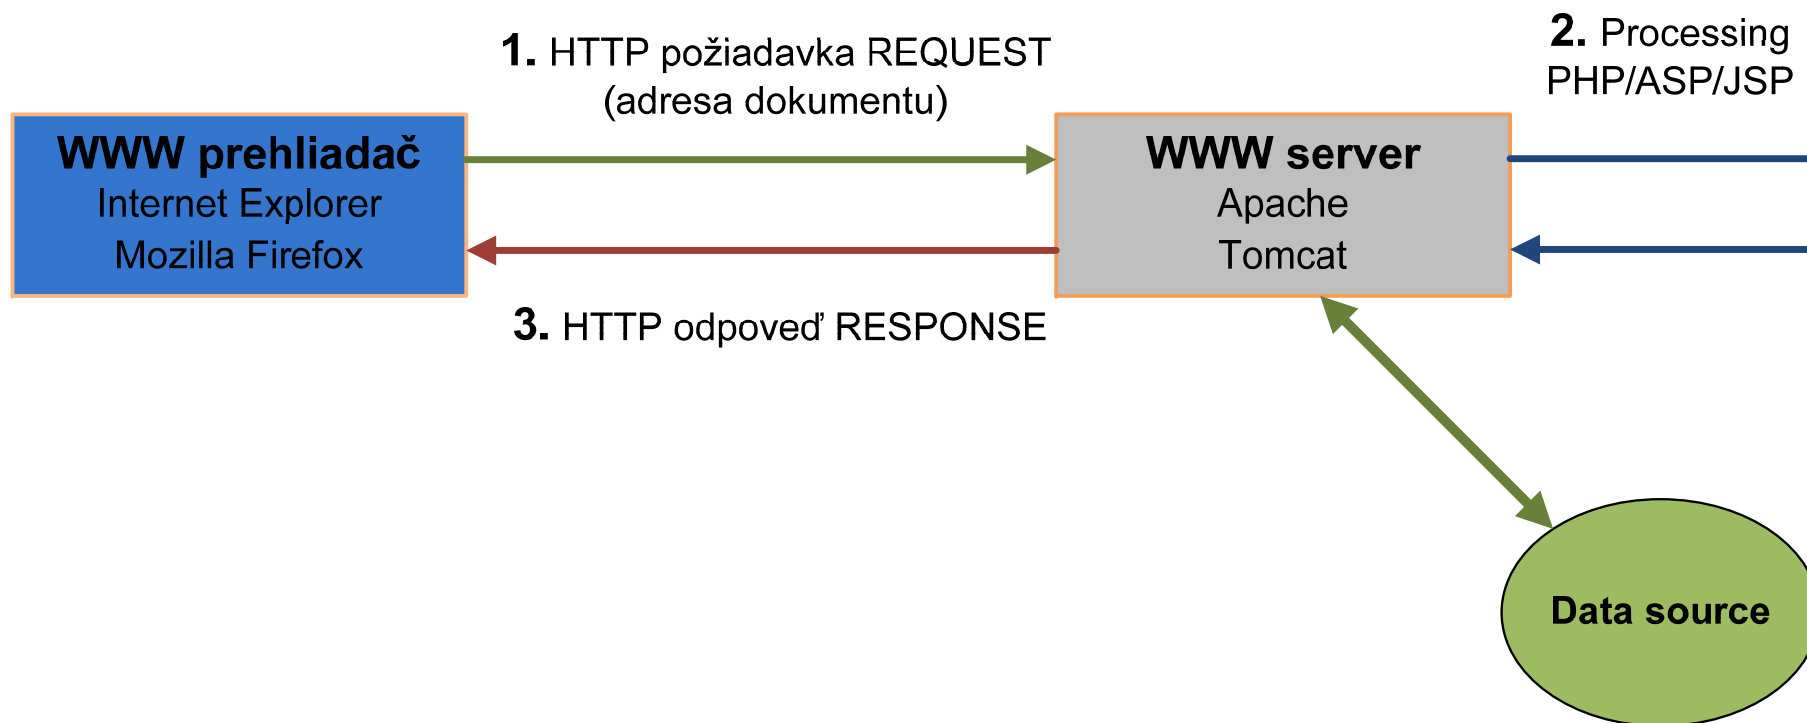 1. HTTP požiadavka REQUEST
(adresa dokumentu)
2. Processing
PHP/ASP/JSP
WWW prehliadač
Internet Explorer
Mozilla Firefox
WWW server
Apache
Tomcat
3. HTTP odpoveď RESPONSE
Data source